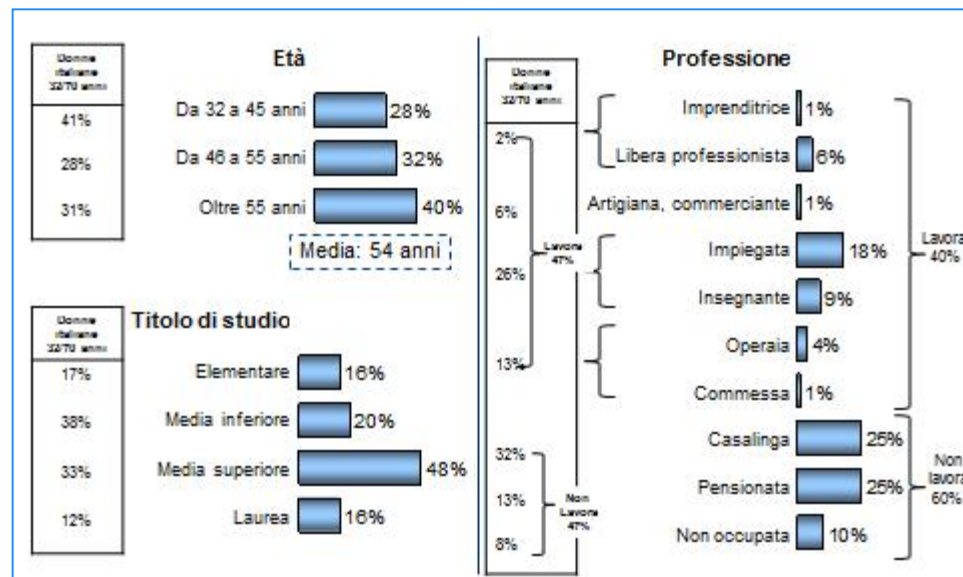 Donne
italiane
32/70 anni
41%
28%
31%
Età
Da 32 a 45 anni 28%
Da 46 a 55 anni 32%
Oltre 55 anni 40%
Media: 54 anni
Donne
italiane
32/70 anni
17%
38%
33%
12%
Titolo di studio
Elementare 16%
Media inferiore 20%
Media superiore 48%
Laurea 16%
Donne
italiane
32/70 anni
2%
6%
26%
13%
Lavora
47%
32%
13%
8%
Non
Lavora
47%
Professione
Imprenditrice 1%
Libera professionista 6%
Artigiana, commerciante 1%
Impiegata 18%
Insegnante 9%
Operaia 4%
Commessa 1%
Lavora
40%
Casalinga 25%
Pensionata 25%
Non occupata 10%
Non
lavora
60%